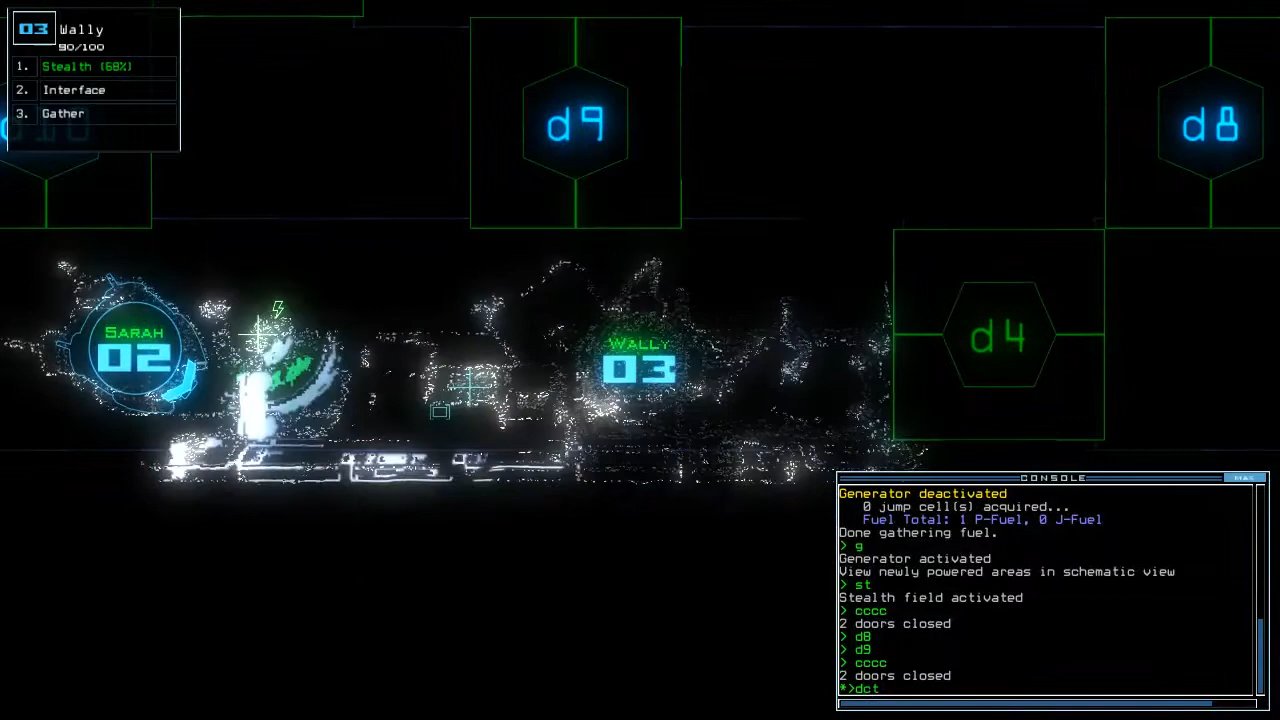 03 Wally
90/100
1. Stealth (68%)
2. Interface
3. Gather
d9
d8
SARAH
02
WALLY
03
d4
CONSOLE
MAX
Generator deactivated
0 jump cell(s) acquired...
Fuel Total: 1 P-Fuel, 0 J-Fuel
Done gathering fuel.
> g
Generator activated
View newly powered areas in schematic view
> st
Stealth field activated
> cccc
2 doors closed
> d8
> d9
> cccc
2 doors closed
*>dct